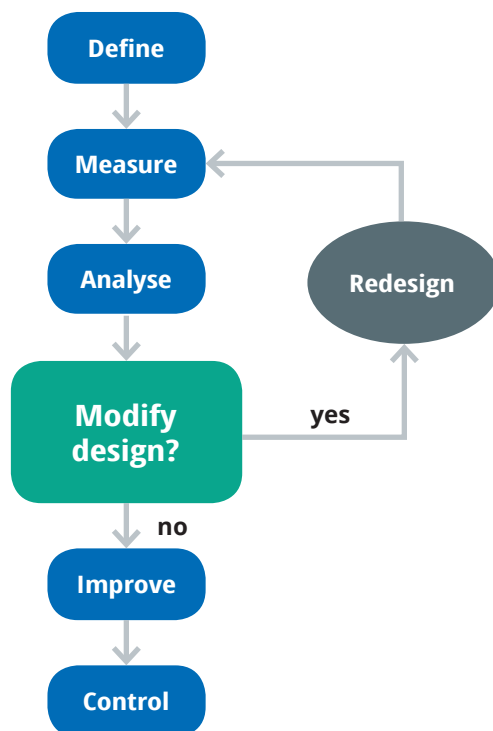 Define
Measure
Analyse
Redesign
Modify
design?
yes
no
Improve
Control